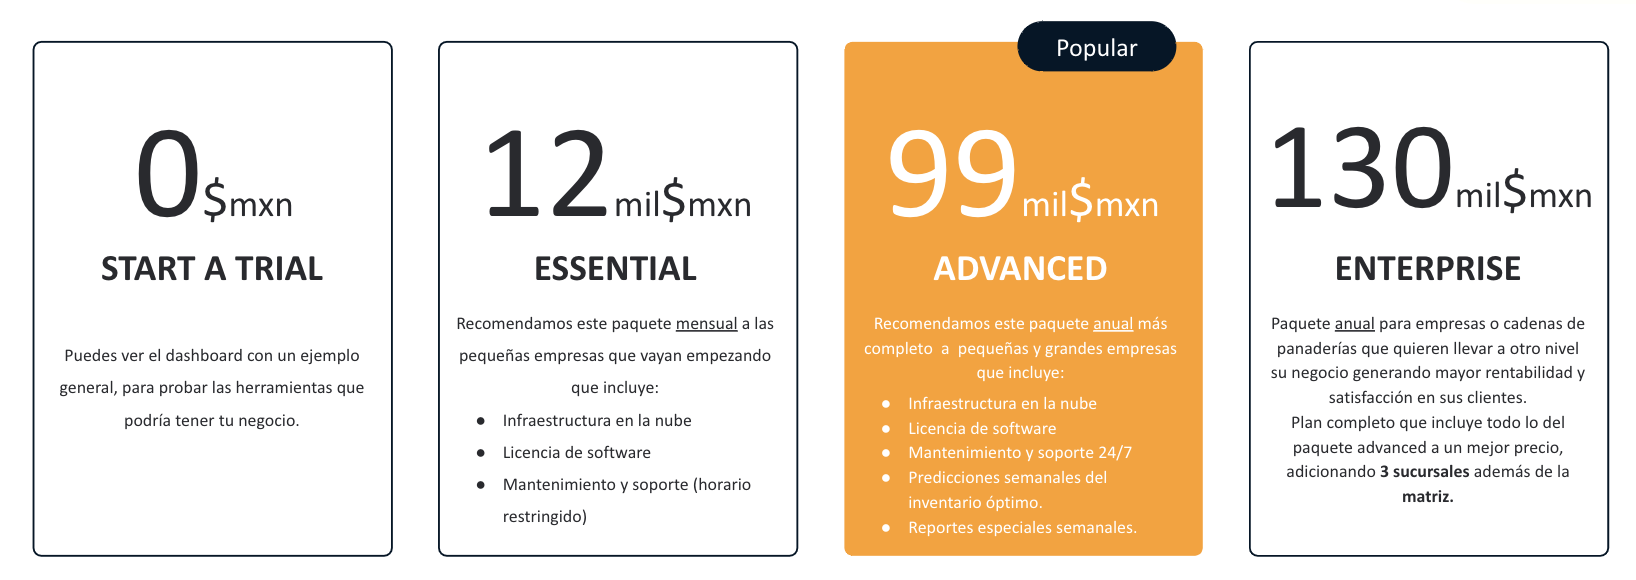 0$mxn
START A TRIAL
Puedes ver el dashboard con un ejemplo
general, para probar las herramientas que
podría tener tu negocio.
12mil$mxn
ESSENTIAL
Recomendamos este paquete mensual a las
pequeñas empresas que vayan empezando
que incluye:
● Infraestructura en la nube
● Licencia de software
● Mantenimiento y soporte (horario
restringido)
Popular
99mil$mxn
ADVANCED
Recomendamos este paquete anual más
completo a pequeñas y grandes empresas
que incluye:
● Infraestructura en la nube
● Licencia de software
● Mantenimiento y soporte 24/7
● Predicciones semanales del
inventario óptimo.
● Reportes especiales semanales.
130mil$mxn
ENTERPRISE
Paquete anual para empresas o cadenas de
panaderías que quieren llevar a otro nivel
su negocio generando mayor rentabilidad y
satisfacción en sus clientes.
Plan completo que incluye todo lo del
paquete advanced a un mejor precio,
adicionando 3 sucursales además de la
matriz.